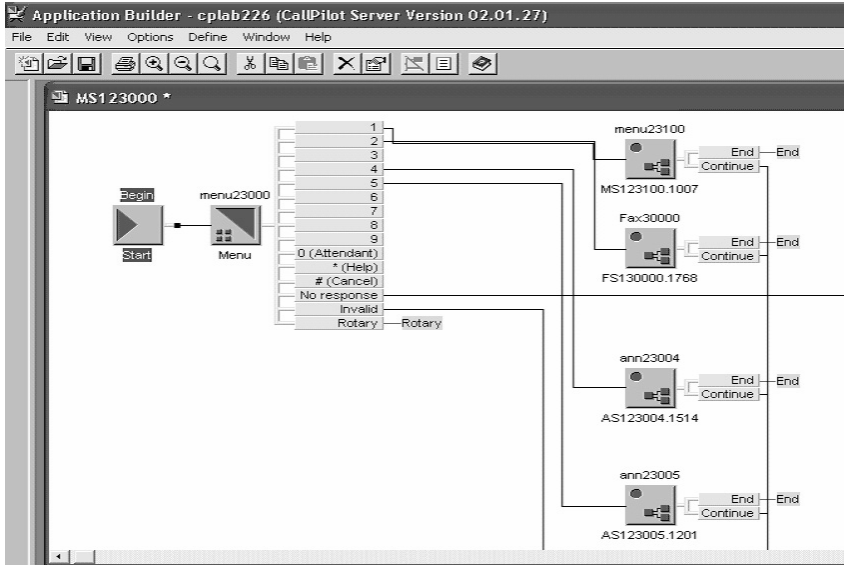 Application Builder - cplab226 (CallPilot Server Version 02.01.27)
File Edit View Options Define Window Help
MS123000 *
Begin
Start
menu23000
Menu
1
2
3
4
5
6
7
8
9
0 (Attendant)
* (Help)
# (Cancel)
No response
Invalid
Rotary
Rotary
menu23100
MS123100.1007
End
Continue
End
Fax30000
FS130000.1768
End
Continue
End
ann23004
AS123004.1514
End
Continue
End
ann23005
AS123005.1201
End
Continue
End